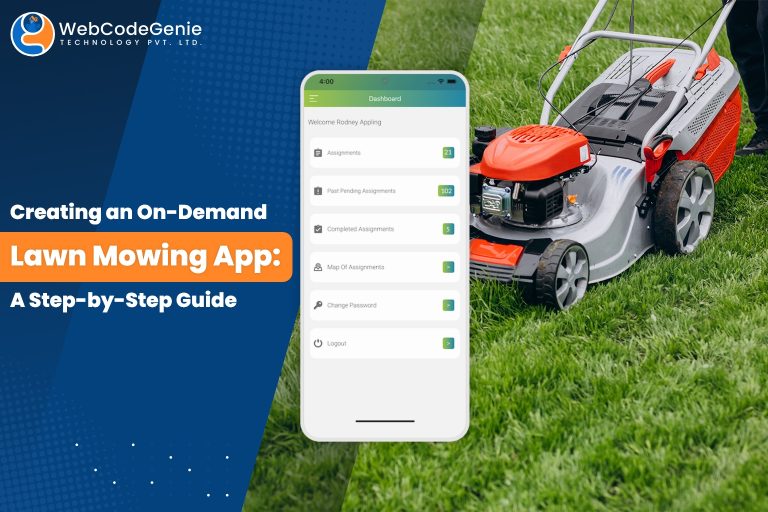 WebCodeGenie
TECHNOLOGY PVT. LTD.
Creating an On-Demand
Lawn Mowing App:
A Step-by-Step Guide
4:00
Dashboard
Welcome Rodney Appling
Assignments 23
Past Pending Assignments 502
Completed Assignments 5
Map Of Assignments
Change Password
Logout